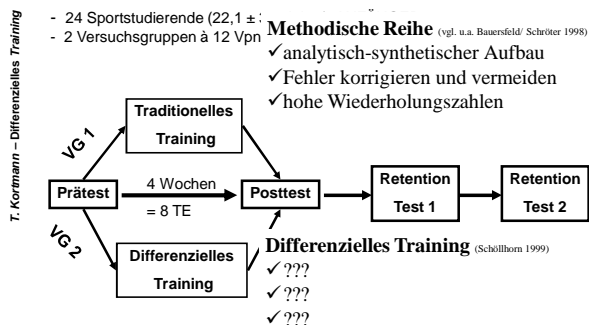 T. Kortmann – Differenzielles Training
- 24 Sportstudierende (22,1 ±
- 2 Versuchsgruppen à 12 Vpn
Methodische Reihe (vgl. u.a. Bauersfeld/ Schröter 1998)
✓analytisch-synthetischer Aufbau
✓Fehler korrigieren und vermeiden
✓hohe Wiederholungszahlen
VG 1
Traditionelles
Training
Prätest
4 Wochen
= 8 TE
Posttest
Retention
Test 1
Retention
Test 2
VG 2
Differenzielles
Training
Differenzielles Training (Schöllhorn 1999)
✓???
✓???
✓???